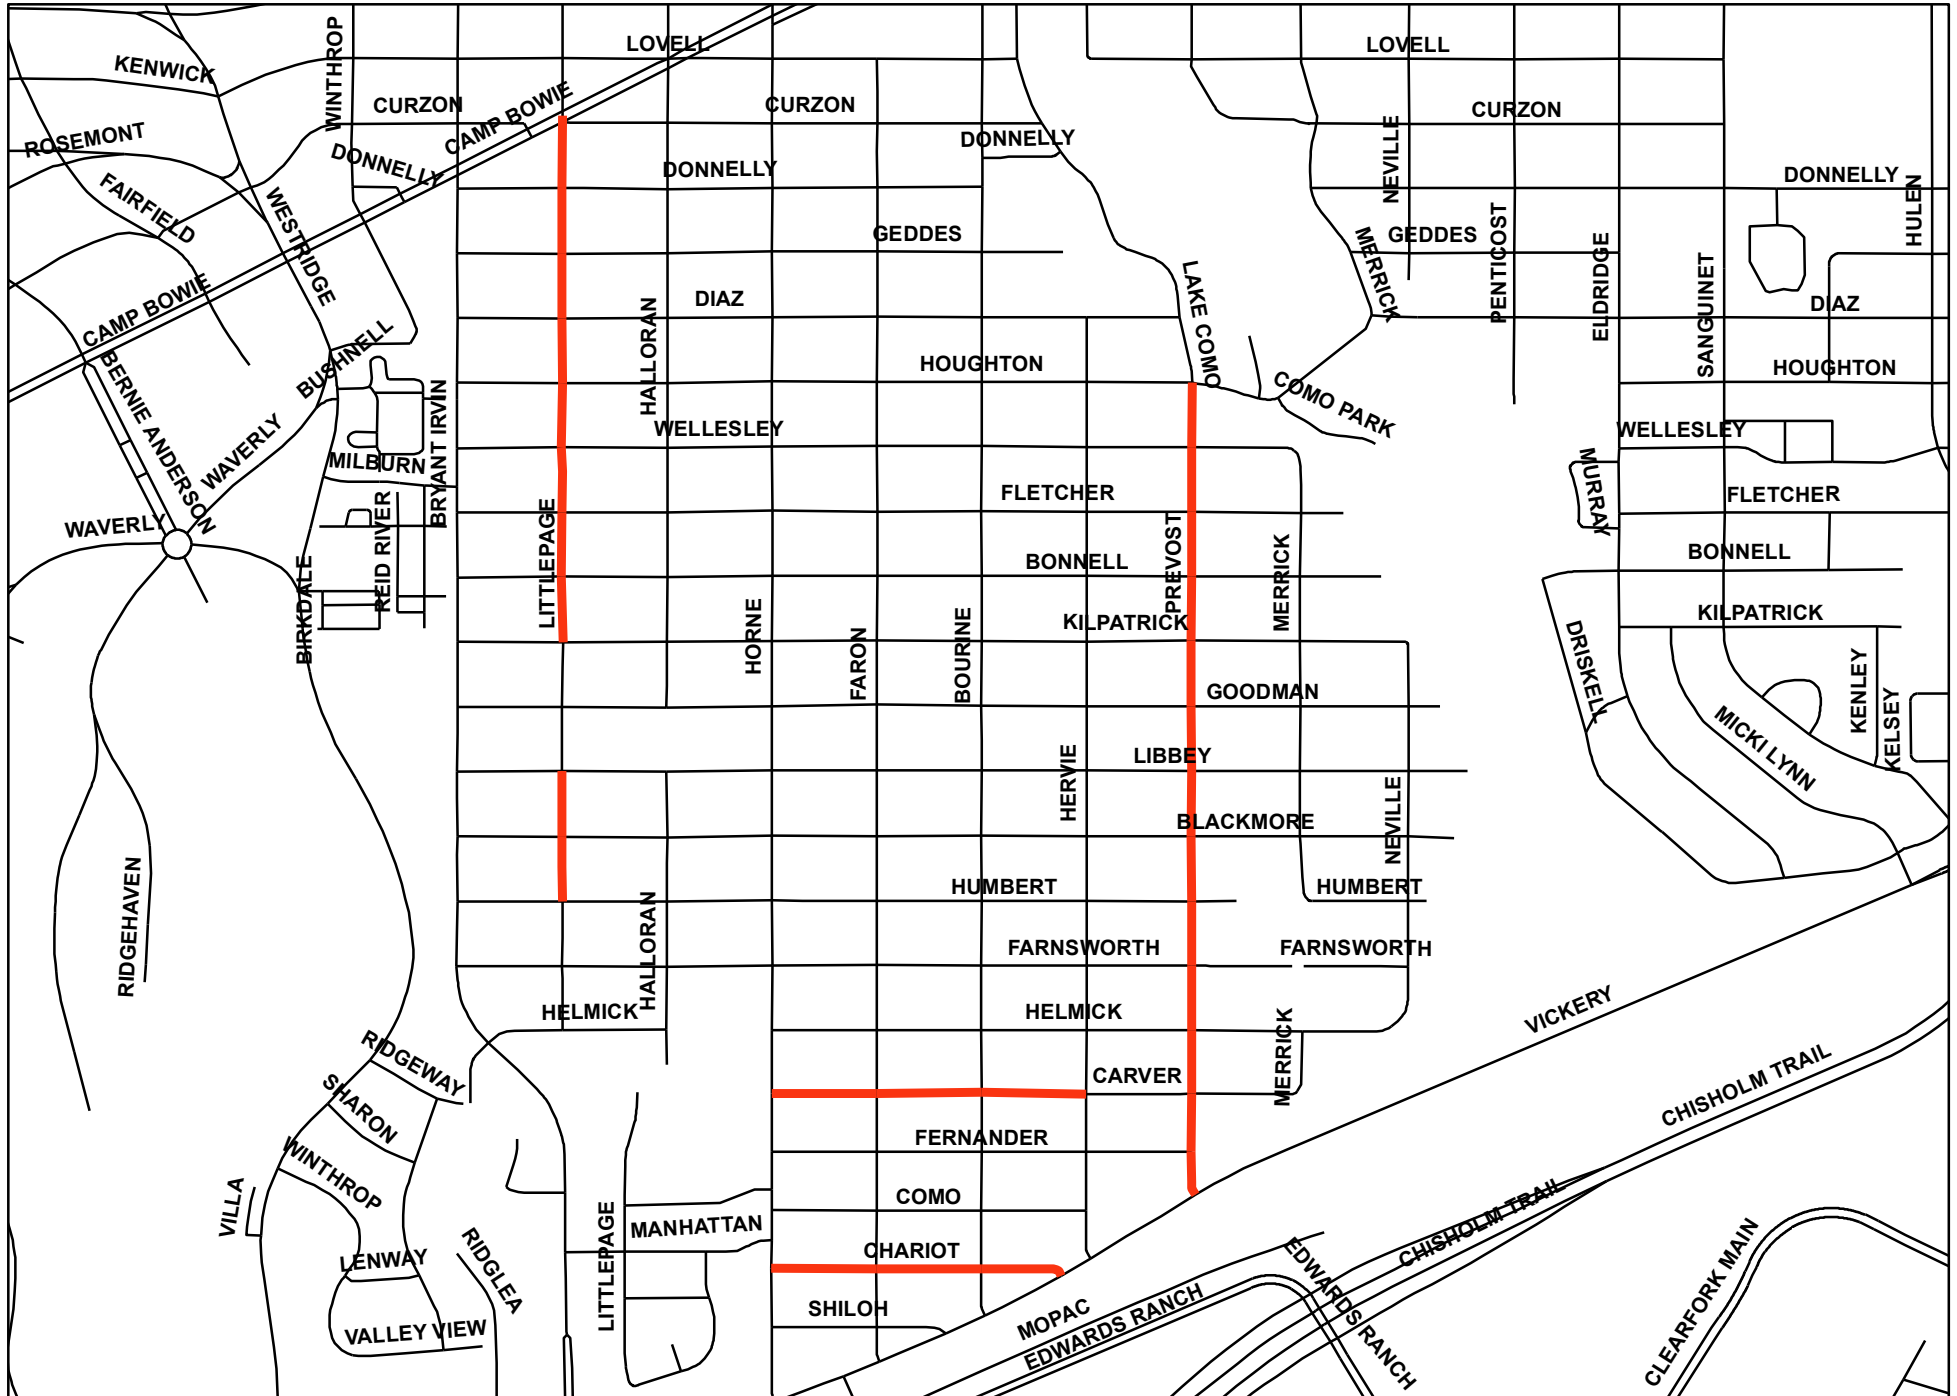 LOVELL
LOVELL
WINTHROP
KENWICK
CURZON
CAMP BOWIE
CURZON
CURZON
ROSEMONT
DONNELLY
DONNELLY
DONNELLY
NEVILLE
DONNELLY
FAIRFIELD
WESTRIDGE
HULEN
GEDDES
MERRICK
GEDDES
PENTICOST
ELDRIDGE
SANGUINET
CAMP BOWIE
HALLORAN
DIAZ
LAKE COMO
DIAZ
BUSHNELL
HOUGHTON
HOUGHTON
BERNIE ANDERSON
COMO PARK
BRYANT IRVIN
WAVERLY
WELLESLEY
WELLESLEY
MILBURN
MURRAY
FLETCHER
FLETCHER
WAVERLY
REID RIVER
LITTLEPAGE
PREVOST
MERRICK
BONNELL
BONNELL
BIRKDALE
KILPATRICK
KILPATRICK
HORNE
FARON
BOURINE
DRISKELL
KENLEY
GOODMAN
MICKI LYNN
KELSEY
LIBBEY
HERVIE
BLACKMORE
NEVILLE
RIDGEHAVEN
HUMBERT
HUMBERT
HALLORAN
FARNSWORTH
FARNSWORTH
HELMICK
HELMICK
VICKERY
RIDGEWAY
MERRICK
CARVER
CHISHOLM TRAIL
SHARON
FERNANDER
WINTHROP
VILLA
COMO
CHISHOLM TRAIL
MANHATTAN
LITTLEPAGE
LENWAY
RIDGLEA
CHARIOT
EDWARDS RANCH
CLEARFORK MAIN
SHILOH
MOPAC
EDWARDS RANCH
VALLEY VIEW